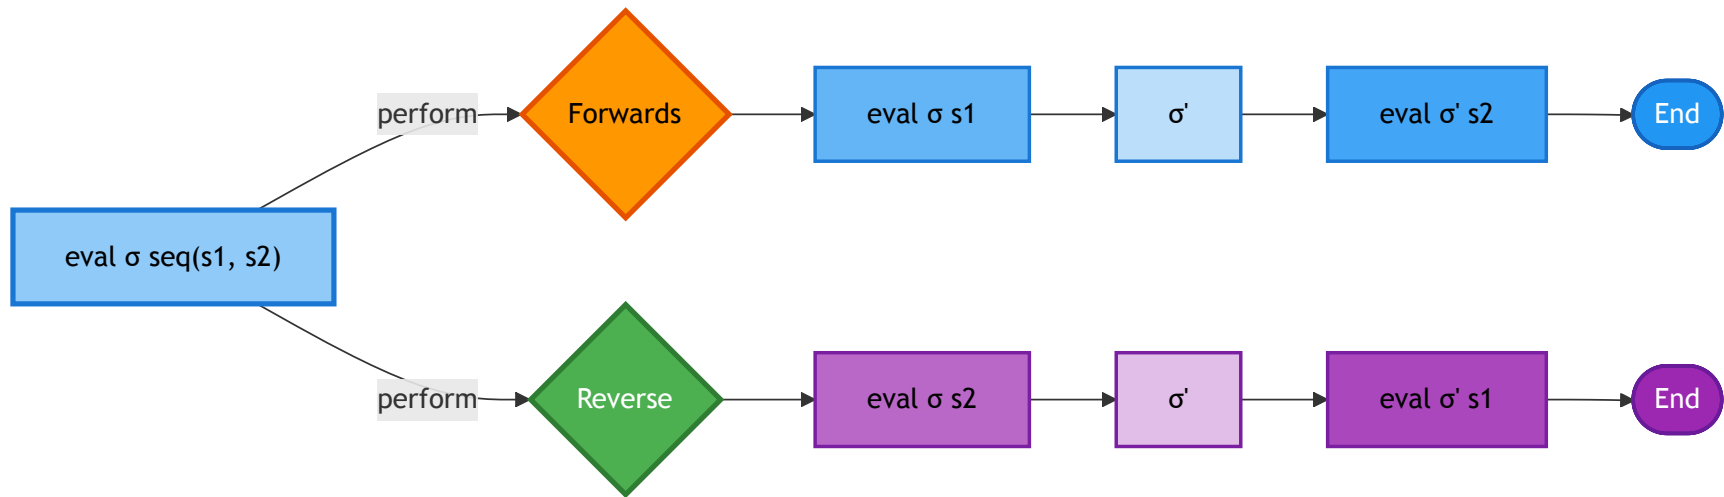 eval σ seq(s1, s2)
perform
Forwards
eval σ s1
σ'
eval σ' s2
End
perform
Reverse
eval σ s2
σ'
eval σ' s1
End